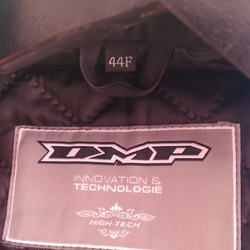 44F
DMP
INNOVATION &
TECHNOLOGIE
HIGH-TECH